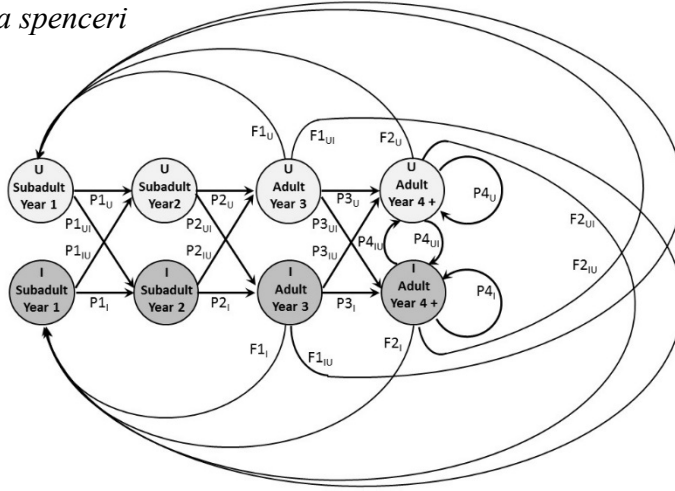 a spenceri
F1U F1UI F2U
U Subadult Year 1
P1U
U Subadult Year2
P2U
U Adult Year 3
P3U
U Adult Year 4 +
P4U
P1UI P2UI P3UI
P1IU P2IU P3IU P4IU P4UI
F2UI
F2IU
I Subadult Year 1
P1I
I Subadult Year 2
P2I
I Adult Year 3
P3I
I Adult Year 4 +
P4I
F1I F1IU F2I